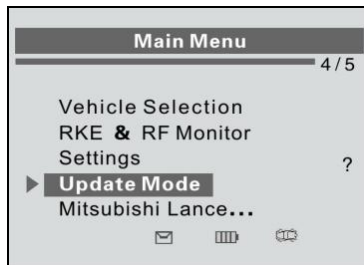 Main Menu
4/5
Vehicle Selection
RKE & RF Monitor
Settings
?
Update Mode
Mitsubishi Lance...